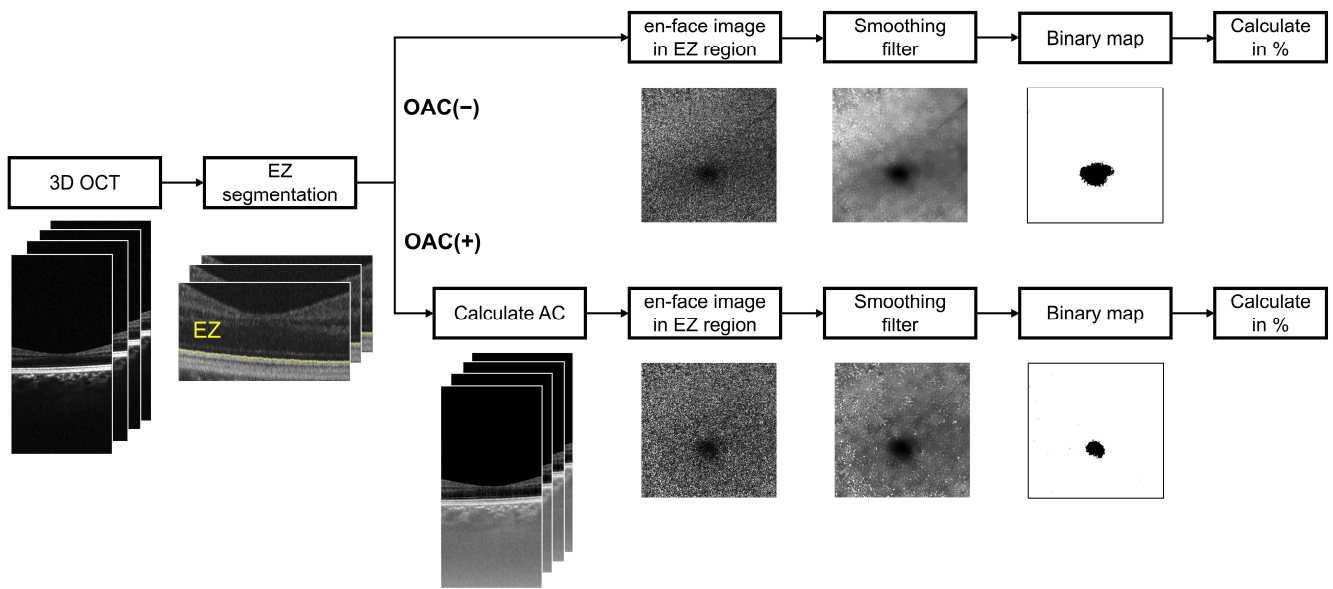 en-face image
in EZ region
Smoothing
filter
Binary map
Calculate
in %
OAC(−)
3D OCT
EZ
segmentation
OAC(+)
EZ
Calculate AC
en-face image
in EZ region
Smoothing
filter
Binary map
Calculate
in %